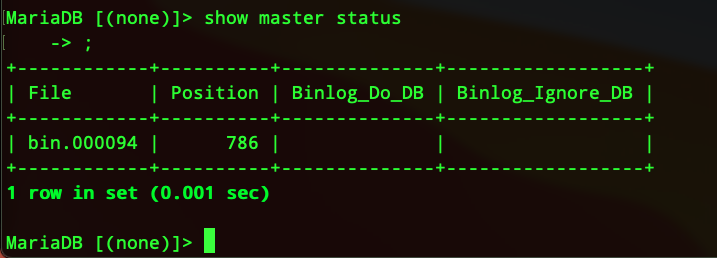 MariaDB [(none)]> show master status
    -> ;
+------------+----------+--------------+------------------+
| File       | Position | Binlog_Do_DB | Binlog_Ignore_DB |
+------------+----------+--------------+------------------+
| bin.000094 |      786 |              |                  |
+------------+----------+--------------+------------------+
1 row in set (0.001 sec)
MariaDB [(none)]>